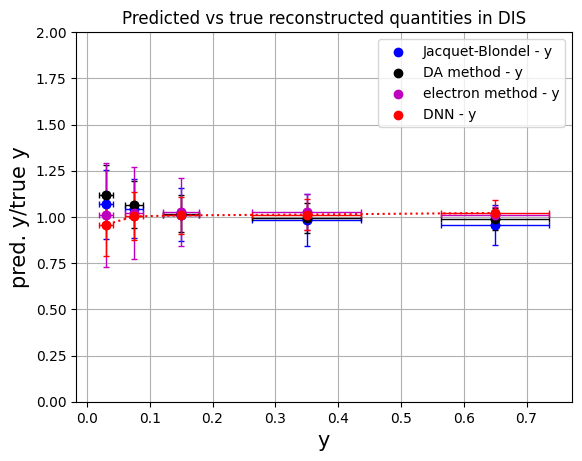 Predicted vs true reconstructed quantities in DIS
Jacquet-Blondel - y
DA method - y
electron method - y
DNN - y
pred. y/true y
2.00
1.75
1.50
1.25
1.00
0.75
0.50
0.25
0.00
0.0 0.1 0.2 0.3 0.4 0.5 0.6 0.7
y